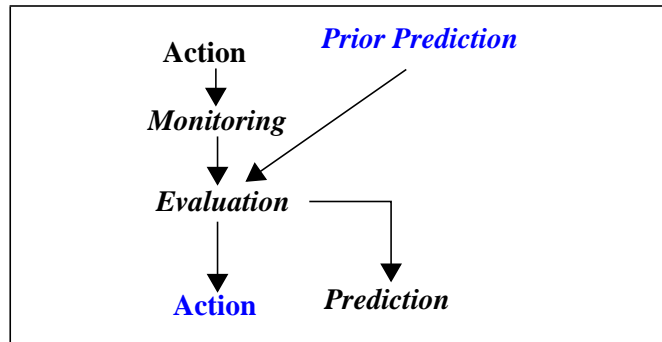 Prior Prediction
Action
Monitoring
Evaluation
Action
Prediction